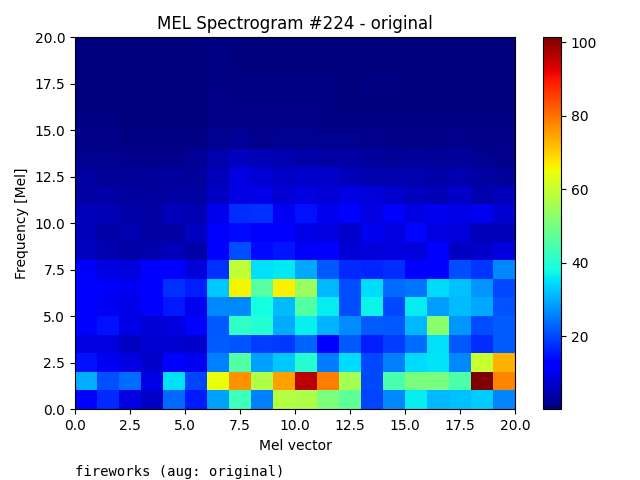 MEL Spectrogram #224 - original
20.0
17.5
15.0
12.5
10.0
7.5
5.0
2.5
0.0
Frequency [Mel]
0.0 2.5 5.0 7.5 10.0 12.5 15.0 17.5 20.0
Mel vector
100
80
60
40
20
fireworks (aug: original)